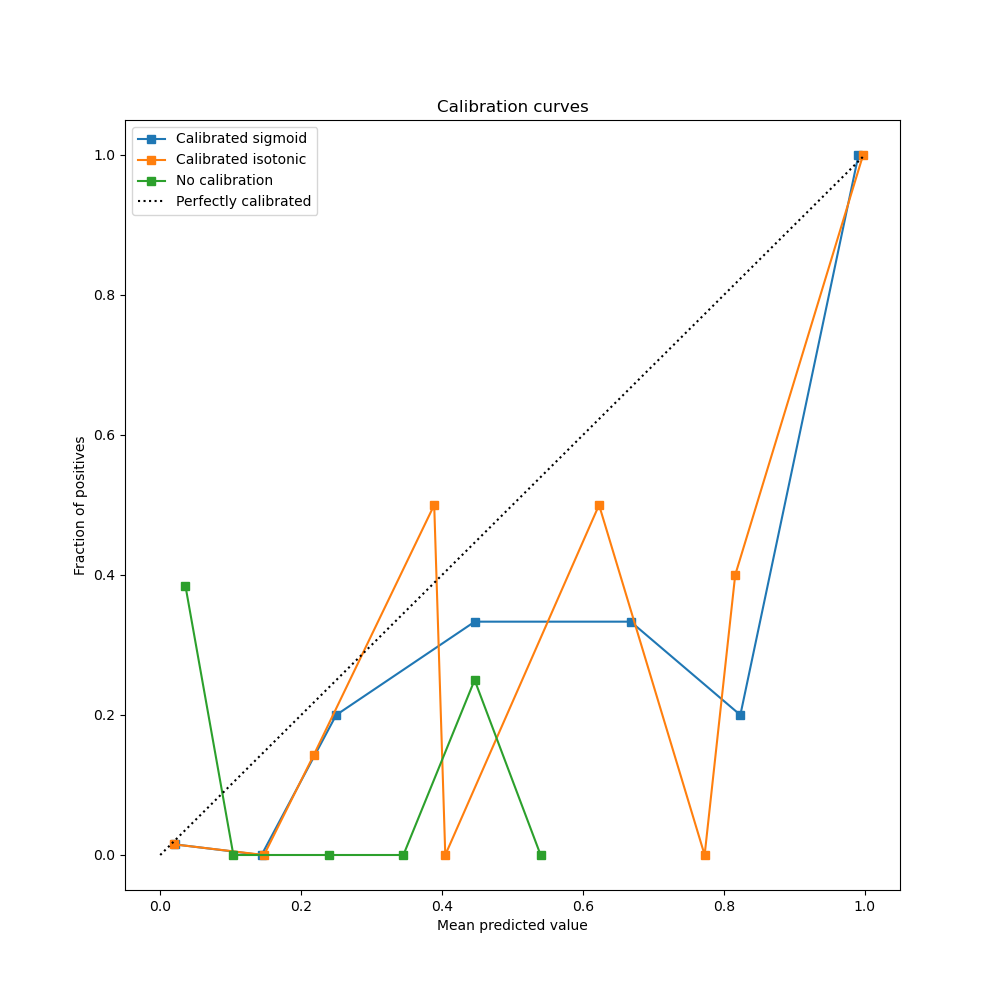 Calibration curves
Calibrated sigmoid
Calibrated isotonic
No calibration
Perfectly calibrated
1.0
0.8
0.6
0.4
0.2
0.0
Fraction of positives
0.0 0.2 0.4 0.6 0.8 1.0
Mean predicted value